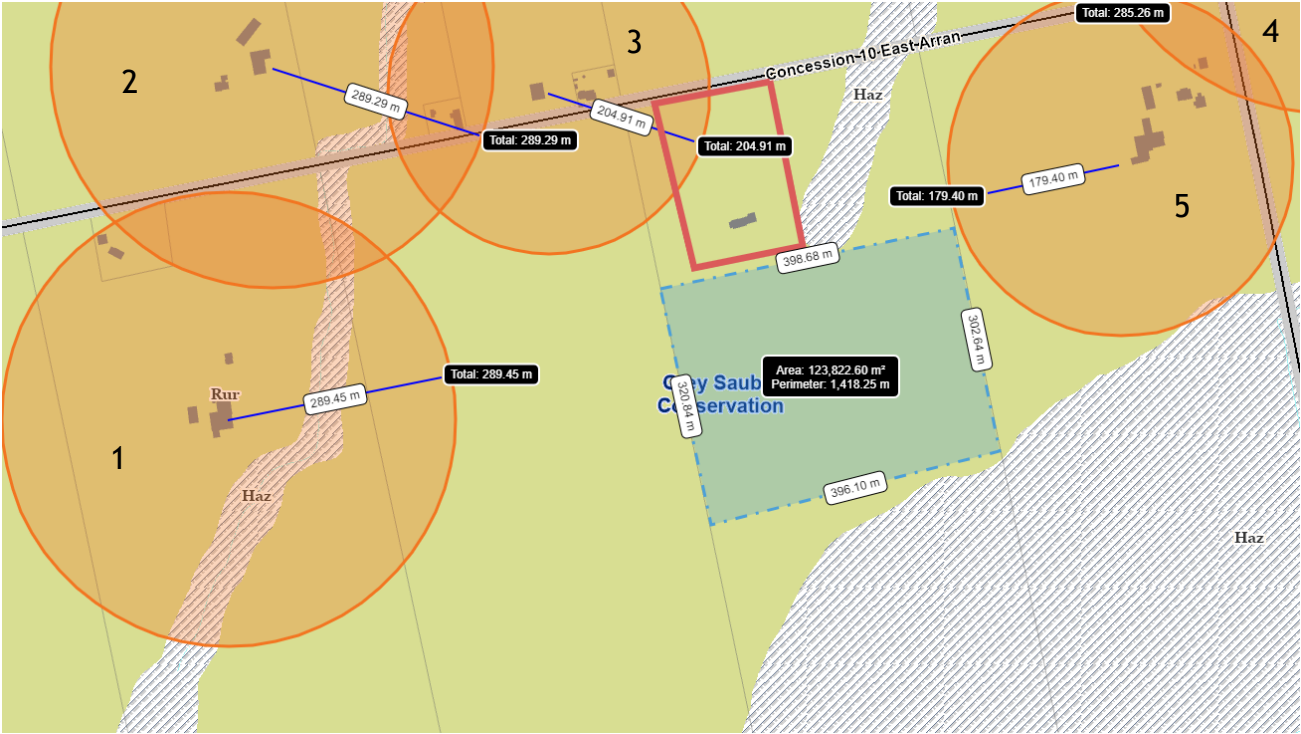 Total: 285.26 m
4
3
2
Concession 10 East Arran
289.29 m
Haz
204.91 m
Total: 289.29 m
Total: 204.91 m
179.40 m
Total: 179.40 m
5
398.68 m
302.64 m
Total: 289.45 m
Area: 123,822.60 m²
Perimeter: 1,418.25 m
Rur
289.45 m
320.84 m
Conservation
1
Haz
396.10 m
Haz